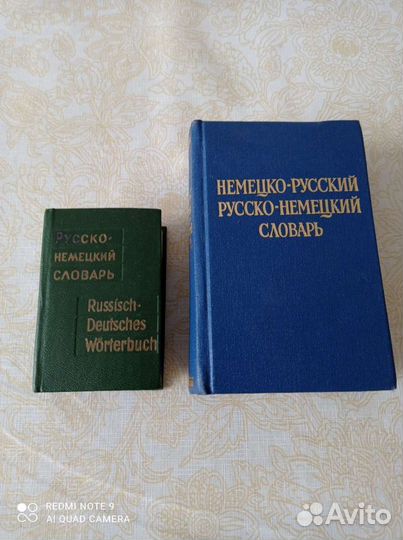 РУССКО-
НЕМЕЦКИЙ
СЛОВАРЬ
Russisch-
Deutsches
Wörterbuch
НЕМЕЦКО-РУССКИЙ
РУССКО-НЕМЕЦКИЙ
СЛОВАРЬ
REDMI NOTE 9
AI QUAD CAMERA
Avito